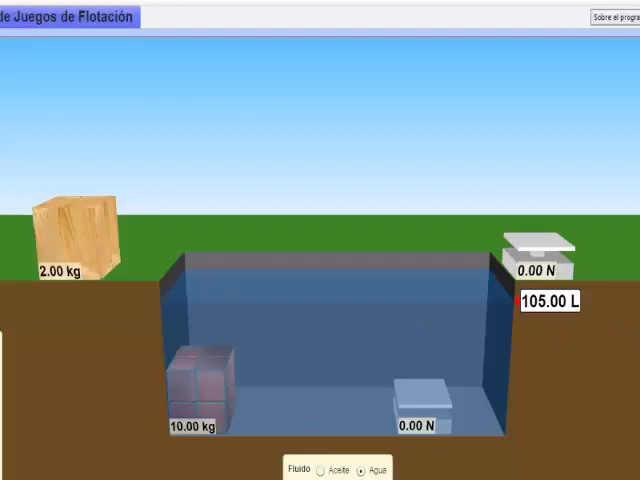 de Juegos de Flotación
Sobre el progra
2.00 kg
0.00 N
105.00 L
10.00 kg
0.00 N
Fluido
Aceite
Agua